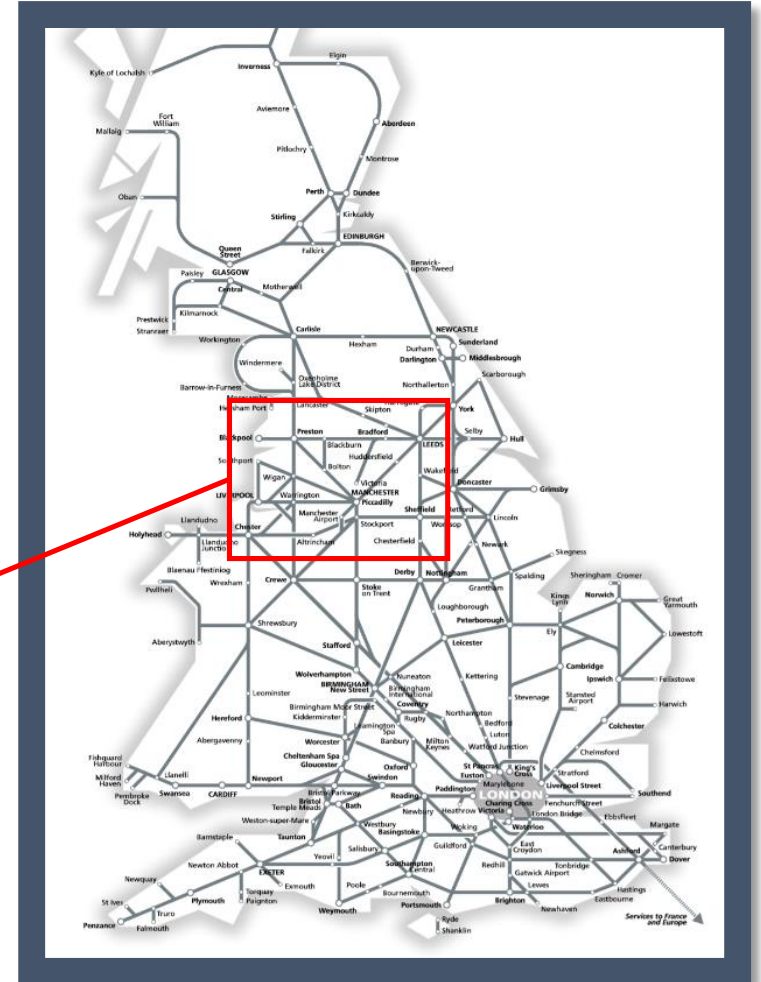 Elgin
Inverness
Kyle of Lochalsh
Aviemore
Fort
William
Mallaig
Aberdeen
Pitlochry
Montrose
Perth
Dundee
Oban
Stirling
Kirkcaldy
EDINBURGH
Queen
Street
Falkirk
Berwick-
upon-Tweed
Paisley
GLASGOW
Central
Motherwell
Prestwick
Kilmarnock
Stranraer
Carlisle
NEWCASTLE
Workington
Hexham
Durham
Sunderland
Darlington
Middlesbrough
Windermere
Scarborough
Oxenholme
Lake District
Barrow-in-Furness
Northallerton
Lancaster
Heysham Port
Skipton
York
Blackpool
Preston
Bradford
LEEDS
Selby
Hull
Blackburn
Huddersfield
Southport
Bolton
Wakefield
Wigan
Victoria
Doncaster
Grimsby
LIVERPOOL
Warrington
MANCHESTER
Piccadilly
Manchester
Airport
Sheffield
Retford
Lincoln
Llandudno
Chester
Stockport
Worksop
Holyhead
Llandudno
Junction
Altrincham
Chesterfield
Newark
Skegness
Blaenau Ffestiniog
Derby
Nottingham
Pwllheli
Wrexham
Crewe
Stoke
on Trent
Grantham
Spalding
Sheringham
Cromer
Kings
Lynn
Norwich
Great
Yarmouth
Loughborough
Peterborough
Shrewsbury
Ely
Lowestoft
Aberystwyth
Stafford
Leicester
Wolverhampton
BIRMINGHAM
New Street
Nuneaton
Kettering
Cambridge
Birmingham
International
Ipswich
Felixstowe
Leominster
Birmingham Moor Street
Coventry
Stevenage
Stansted
Airport
Harwich
Hereford
Kidderminster
Rugby
Northampton
Leamington
Spa
Bedford
Colchester
Abergavenny
Worcester
Banbury
Milton
Keynes
Luton
Watford Junction
Chelmsford
Cheltenham Spa
Gloucester
Oxford
St Pancras
Euston
King's
Cross
Stratford
Fishguard
Harbour
Milford
Haven
Llanelli
Newport
Swindon
Marylebone
Liverpool Street
Pembroke
Dock
Swansea
CARDIFF
Bristol Parkway
Reading
Paddington
LONDON
Southend
Bristol
Temple Meads
Bath
Newbury
Heathrow
Victoria
Charing Cross
Fenchurch Street
London Bridge
Ebbsfleet
Weston-super-Mare
Westbury
Waterloo
Margate
Barnstaple
Taunton
Basingstoke
Woking
East
Croydon
Canterbury
Yeovil
Salisbury
Guildford
Ashford
Dover
Newton Abbot
EXETER
Southampton
Central
Redhill
Tonbridge
Gatwick Airport
Newquay
Exmouth
Poole
Lewes
Hastings
Bournemouth
Eastbourne
St Ives
Plymouth
Torquay
Paignton
Weymouth
Portsmouth
Brighton
Newhaven
Truro
Penzance
Falmouth
Ryde
Shanklin
Services to France
and Europe